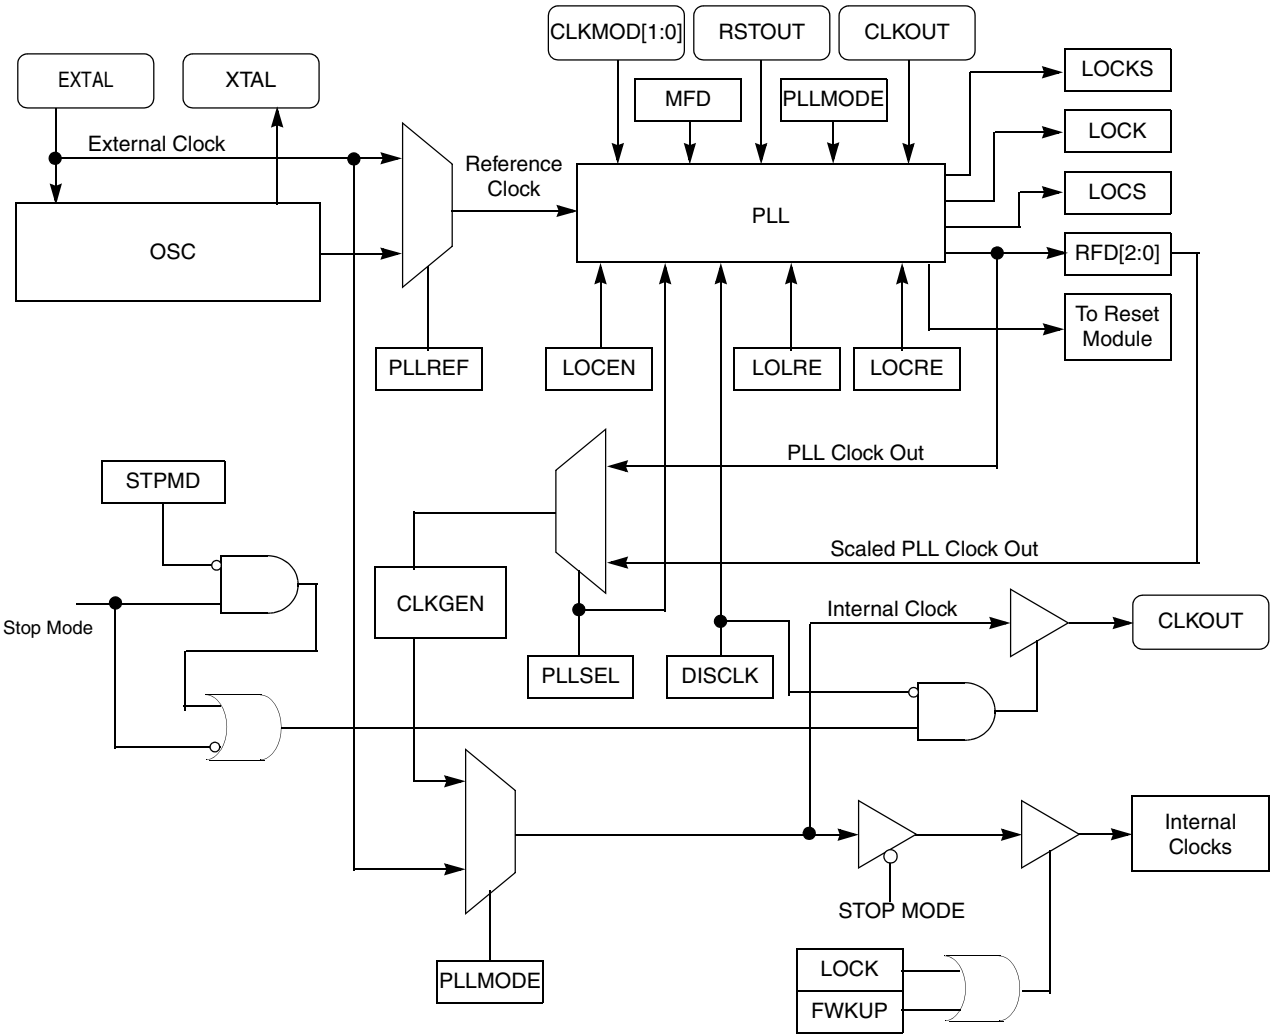 CLKMOD[1:0]
RSTOUT
CLKOUT
EXTAL
XTAL
LOCKS
MFD
PLLMODE
LOCK
External Clock
Reference
Clock
LOCS
PLL
OSC
RFD[2:0]
To Reset
Module
PLLREF
LOCEN
LOLRE
LOCRE
PLL Clock Out
STPMD
Scaled PLL Clock Out
CLKGEN
Internal Clock
CLKOUT
Stop Mode
PLLSEL
DISCLK
Internal
Clocks
STOP MODE
PLLMODE
LOCK
FWKUP